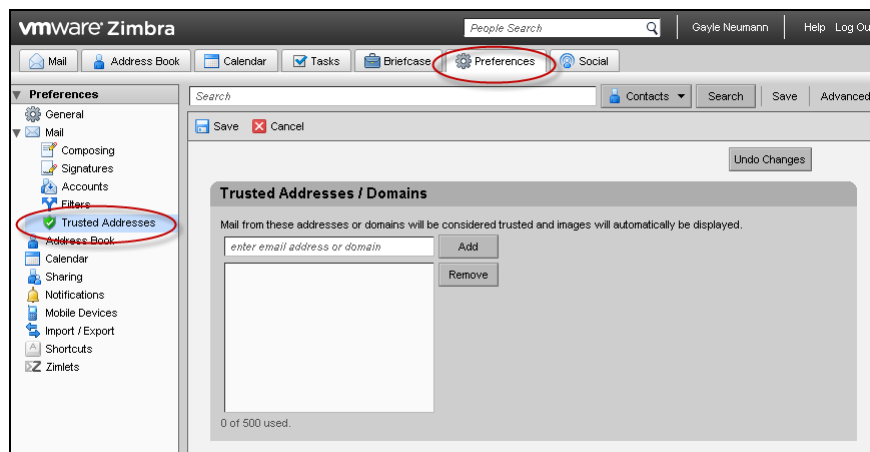 vmware Zimbra
People Search
Gayle Neumann
Help Log Ou
Mail
Address Book
Calendar
Tasks
Briefcase
Preferences
Social
Preferences
General
Mail
Composing
Signatures
Accounts
Filters
Trusted Addresses
Address Book
Calendar
Sharing
Notifications
Mobile Devices
Import / Export
Shortcuts
Zimlets
Search
Contacts
Search
Save
Advanced
Save
Cancel
Undo Changes
Trusted Addresses / Domains
Mail from these addresses or domains will be considered trusted and images will automatically be displayed.
enter email address or domain
Add
Remove
0 of 500 used.